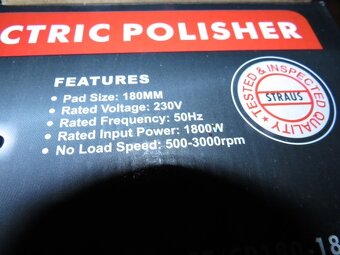 CTRIC POLISHER
FEATURES
• Pad Size: 180MM
• Rated Voltage: 230V
• Rated Frequency: 50Hz
• Rated Input Power: 1800W
• No Load Speed: 500-3000rpm
TESTED & INSPECTED
STRAUS
QUALITY